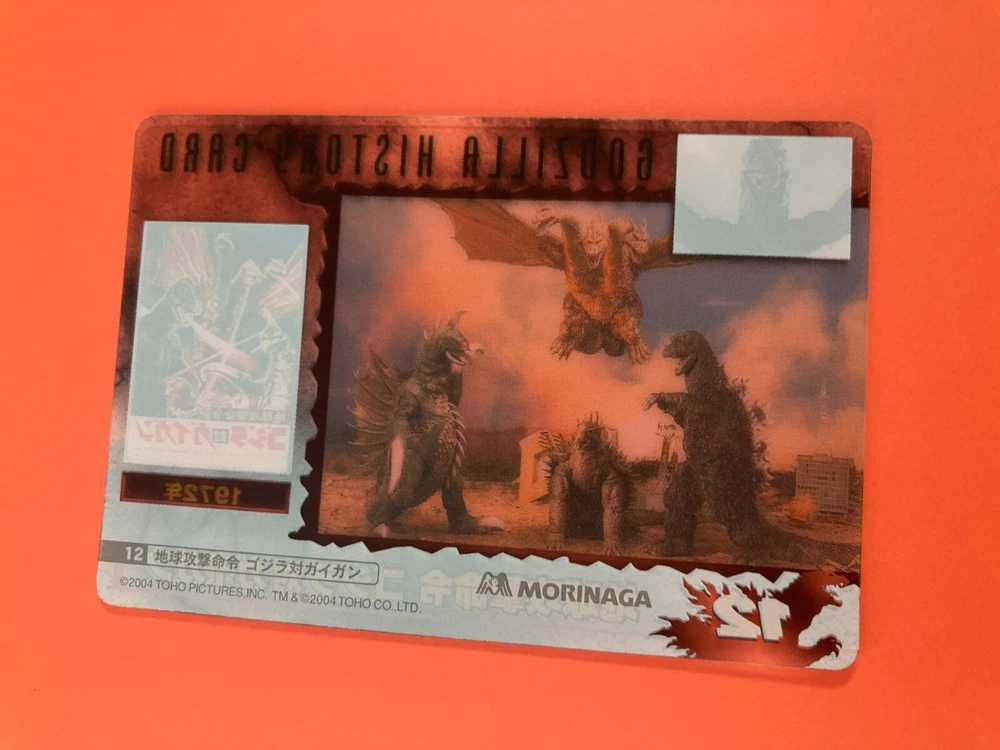 GODZILLA HISTORY CARD
ゴジラ対ガイガン
1972年
12 地球攻撃命令 ゴジラ対ガイガン
©2004 TOHO PICTURES,INC. TM & ©2004 TOHO CO.,LTD.
MORINAGA
12